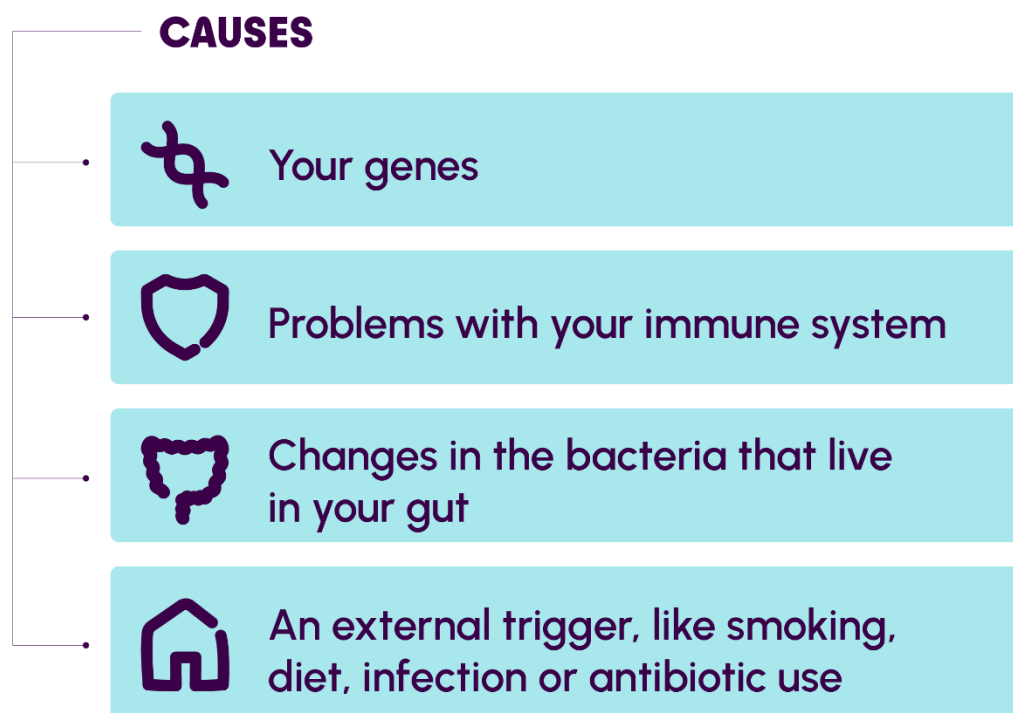 CAUSES
Your genes
Problems with your immune system
Changes in the bacteria that live
in your gut
An external trigger, like smoking,
diet, infection or antibiotic use